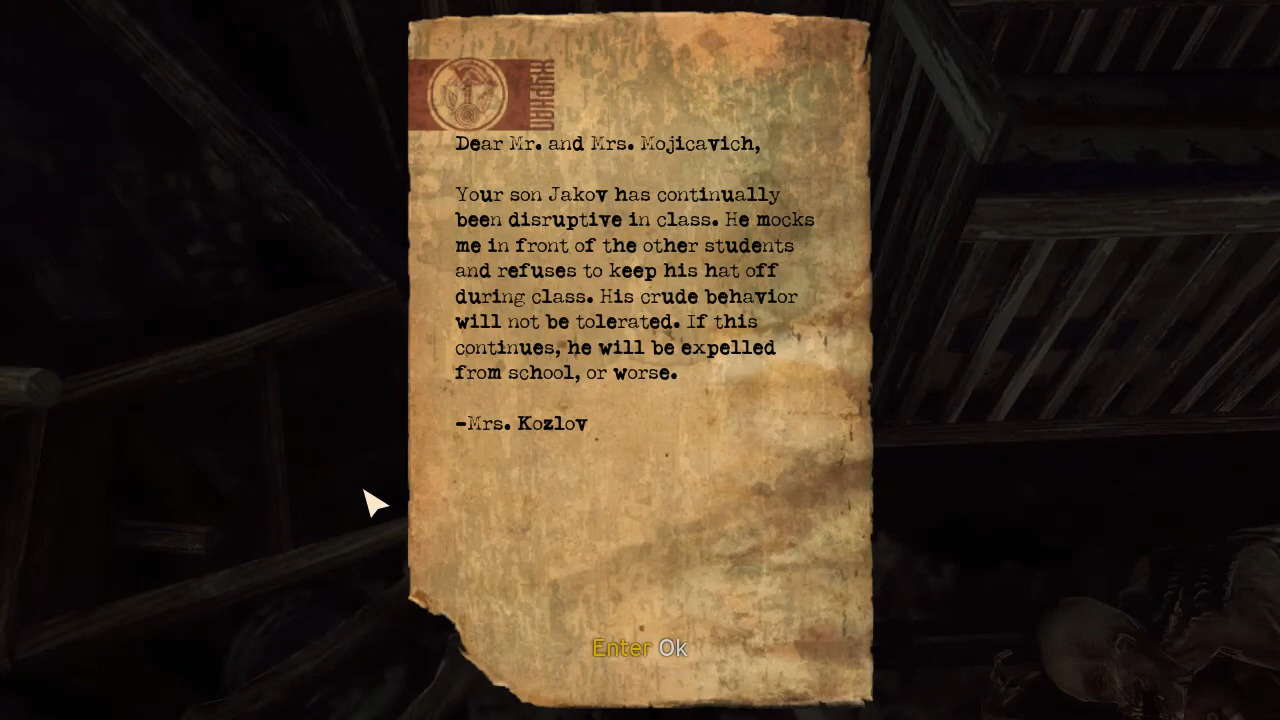 Dear Mr. and Mrs. Mojicavich,
Your son Jakov has continually
been disruptive in class. He mocks
me in front of the other students
and refuses to keep his hat off
during class. His crude behavior
will not be tolerated. If this
continues, he will be expelled
from school, or worse.
-Mrs. Kozlov
Enter Ok